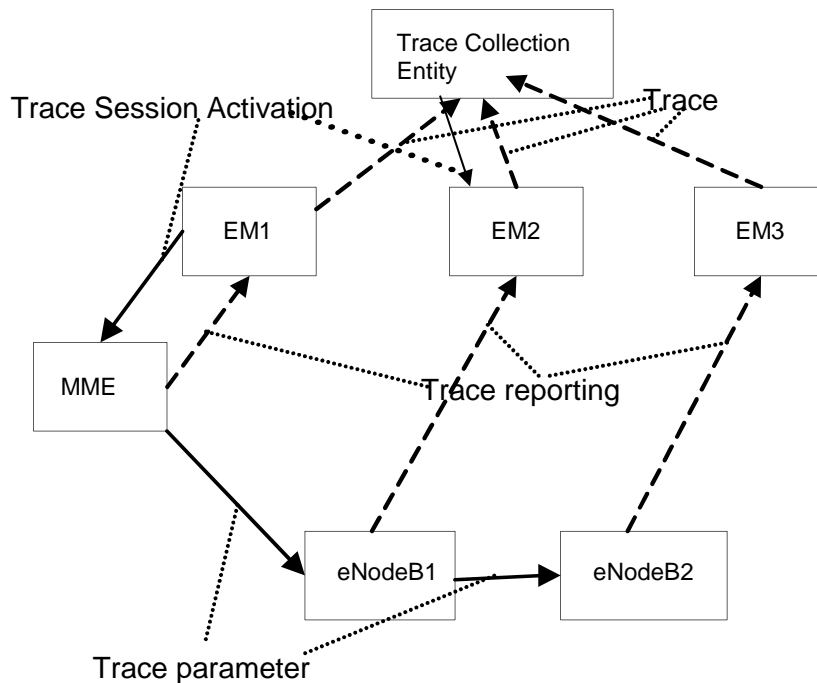 Trace Collection
Entity
Trace Session Activation
Trace
EM1
EM2
EM3
MME
Trace reporting
eNodeB1
eNodeB2
Trace parameter